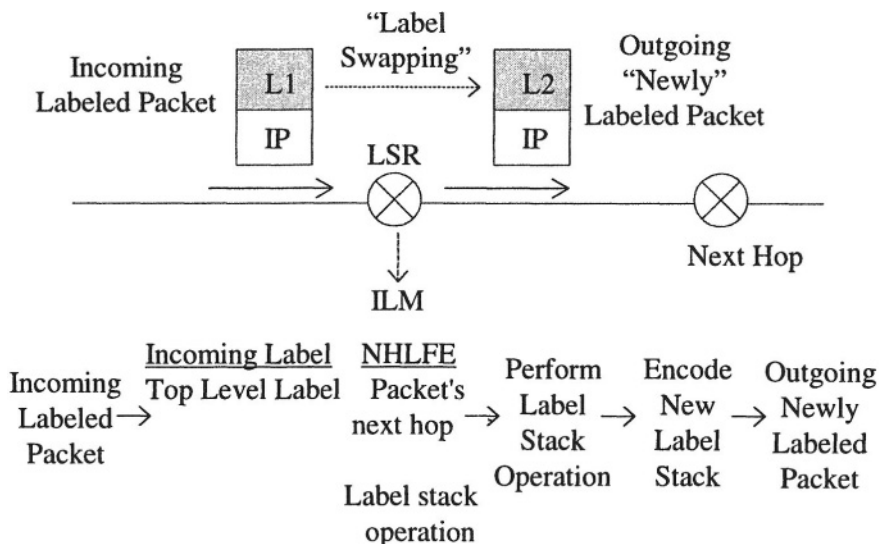 Incoming
Labeled Packet
L1
IP
“Label
Swapping”
L2
IP
Outgoing
“Newly”
Labeled Packet
LSR
Next Hop
ILM
Incoming
Labeled
Packet
Incoming Label
Top Level Label
NHLFE
Packet's
next hop
Label stack
operation
Perform
Label
Stack
Operation
Encode
New
Label
Stack
Outgoing
Newly
Labeled
Packet